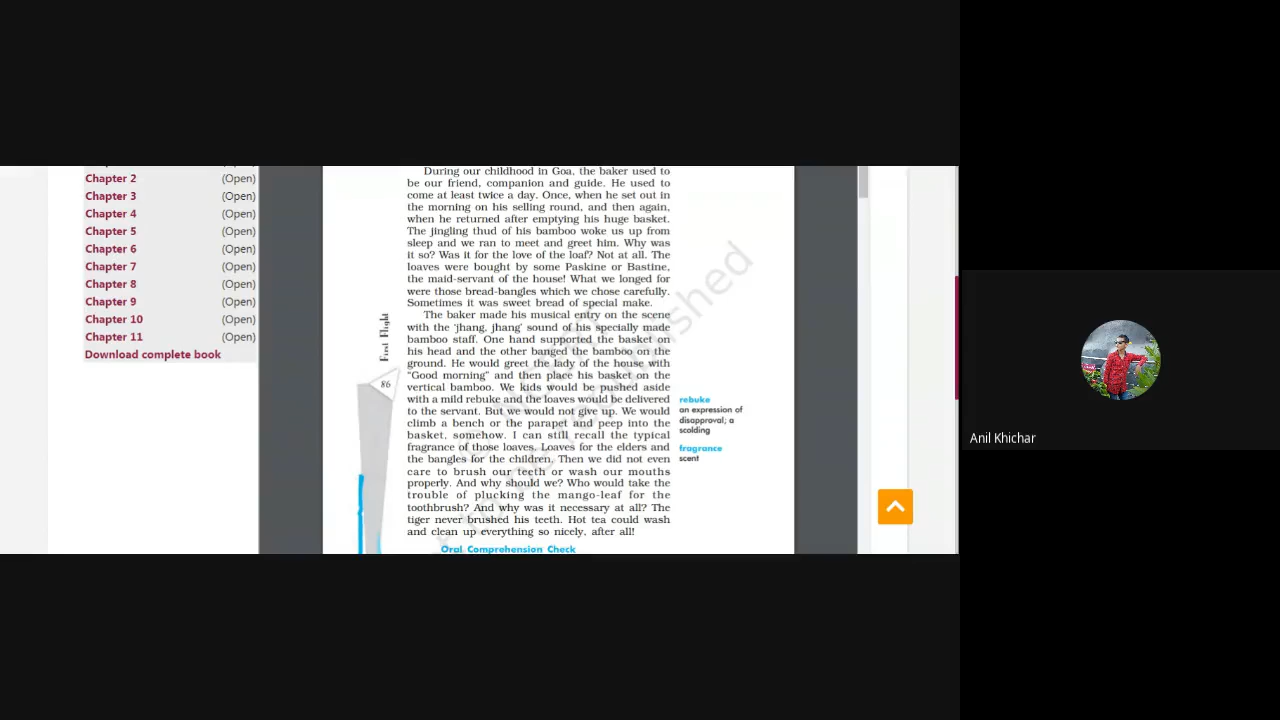 Chapter 2 (Open)
Chapter 3 (Open)
Chapter 4 (Open)
Chapter 5 (Open)
Chapter 6 (Open)
Chapter 7 (Open)
Chapter 8 (Open)
Chapter 9 (Open)
Chapter 10 (Open)
Chapter 11 (Open)
Download complete book
During our childhood in Goa, the baker used to
be our friend, companion and guide. He used to
come at least twice a day. Once, when he set out in
the morning on his selling round, and then again,
when he returned after emptying his huge basket.
The jingling thud of his bamboo woke us up from
sleep and we ran to meet and greet him. Why was
it so? Was it for the love of the loaf? Not at all. The
loaves were bought by some Paskine or Bastine,
the maid-servant of the house! What we longed for
were those bread-bangles which we chose carefully.
Sometimes it was sweet bread of special make.
The baker made his musical entry on the scene
with the ‘jhang, jhang’ sound of his specially made
bamboo staff. One hand supported the basket on
his head and the other banged the bamboo on the
ground. He would greet the lady of the house with
“Good morning” and then place his basket on the
vertical bamboo. We kids would be pushed aside
with a mild rebuke and the loaves would be delivered
to the servant. But we would not give up. We would
climb a bench or the parapet and peep into the
basket, somehow. I can still recall the typical
fragrance of those loaves. Loaves for the elders and
the bangles for the children. Then we did not even
care to brush our teeth or wash our mouths
properly. And why should we? Who would take the
trouble of plucking the mango-leaf for the
toothbrush? And why was it necessary at all? The
tiger never brushed his teeth. Hot tea could wash
and clean up everything so nicely, after all!
Oral Comprehension Check
First Flight
86
rebuke
an expression of
disapproval; a
scolding
fragrance
scent
Anil Khichar